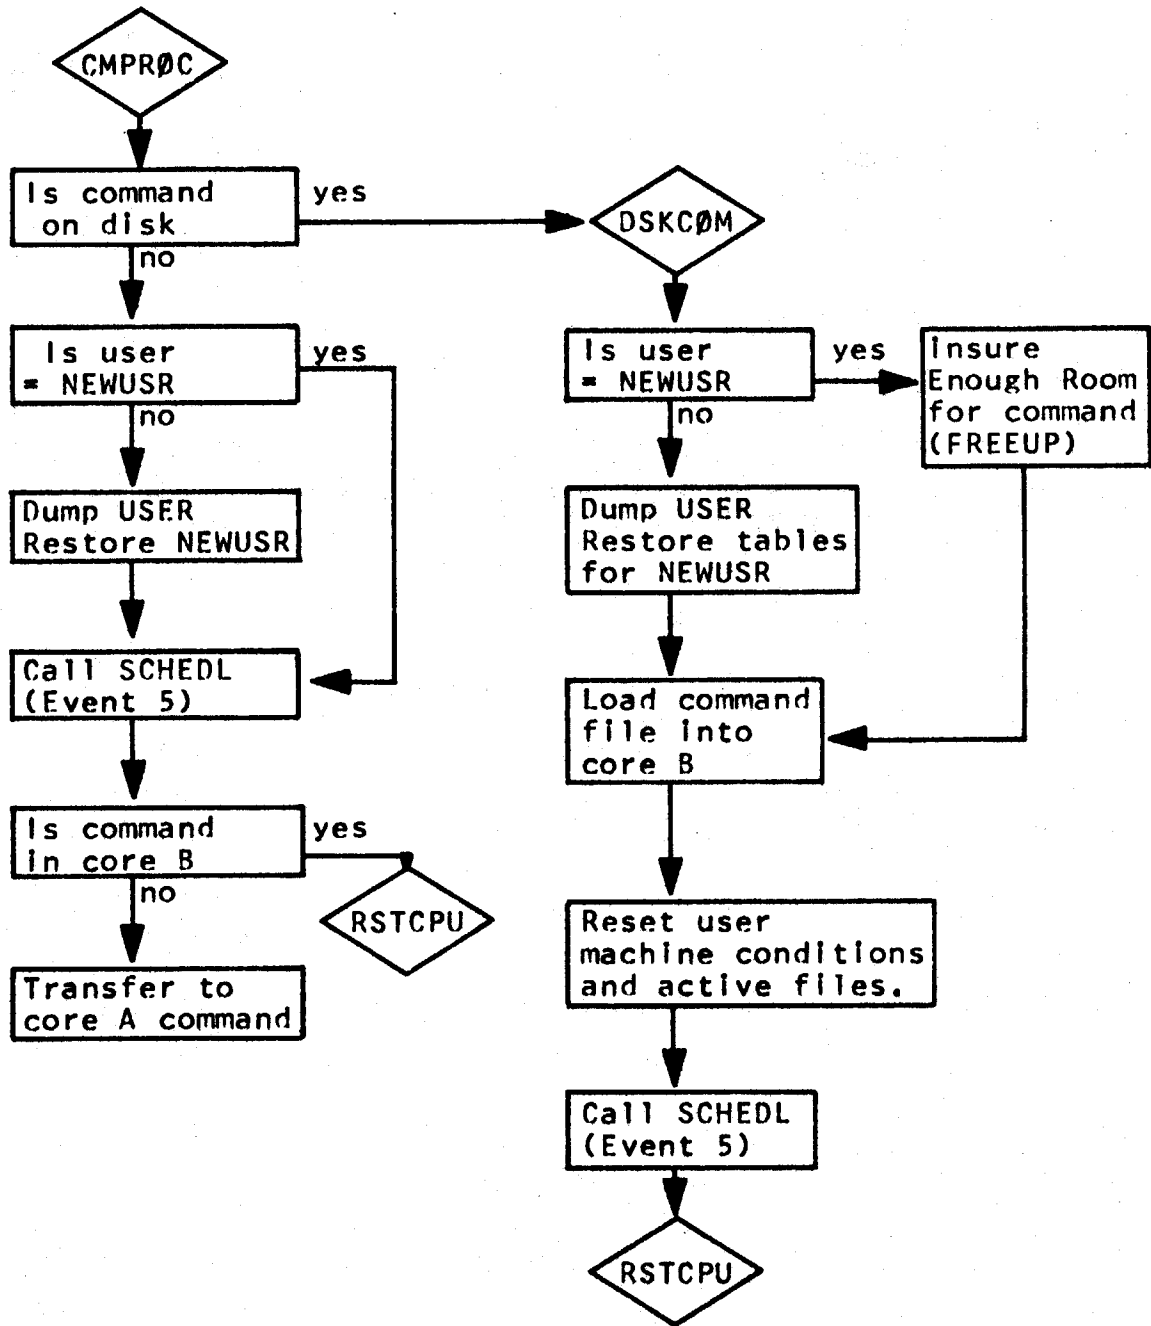 CMPRØC
Is command
on disk
yes
no
Is user
= NEWUSR
yes
no
Dump USER
Restore NEWUSR
Call SCHEDL
(Event 5)
Is command
in core B
yes
no
RSTCPU
Transfer to
core A command
DSKCØM
Is user
= NEWUSR
yes
no
Insure
Enough Room
for command
(FREEUP)
Dump USER
Restore tables
for NEWUSR
Load command
file into
core B
Reset user
machine conditions
and active files.
Call SCHEDL
(Event 5)
RSTCPU